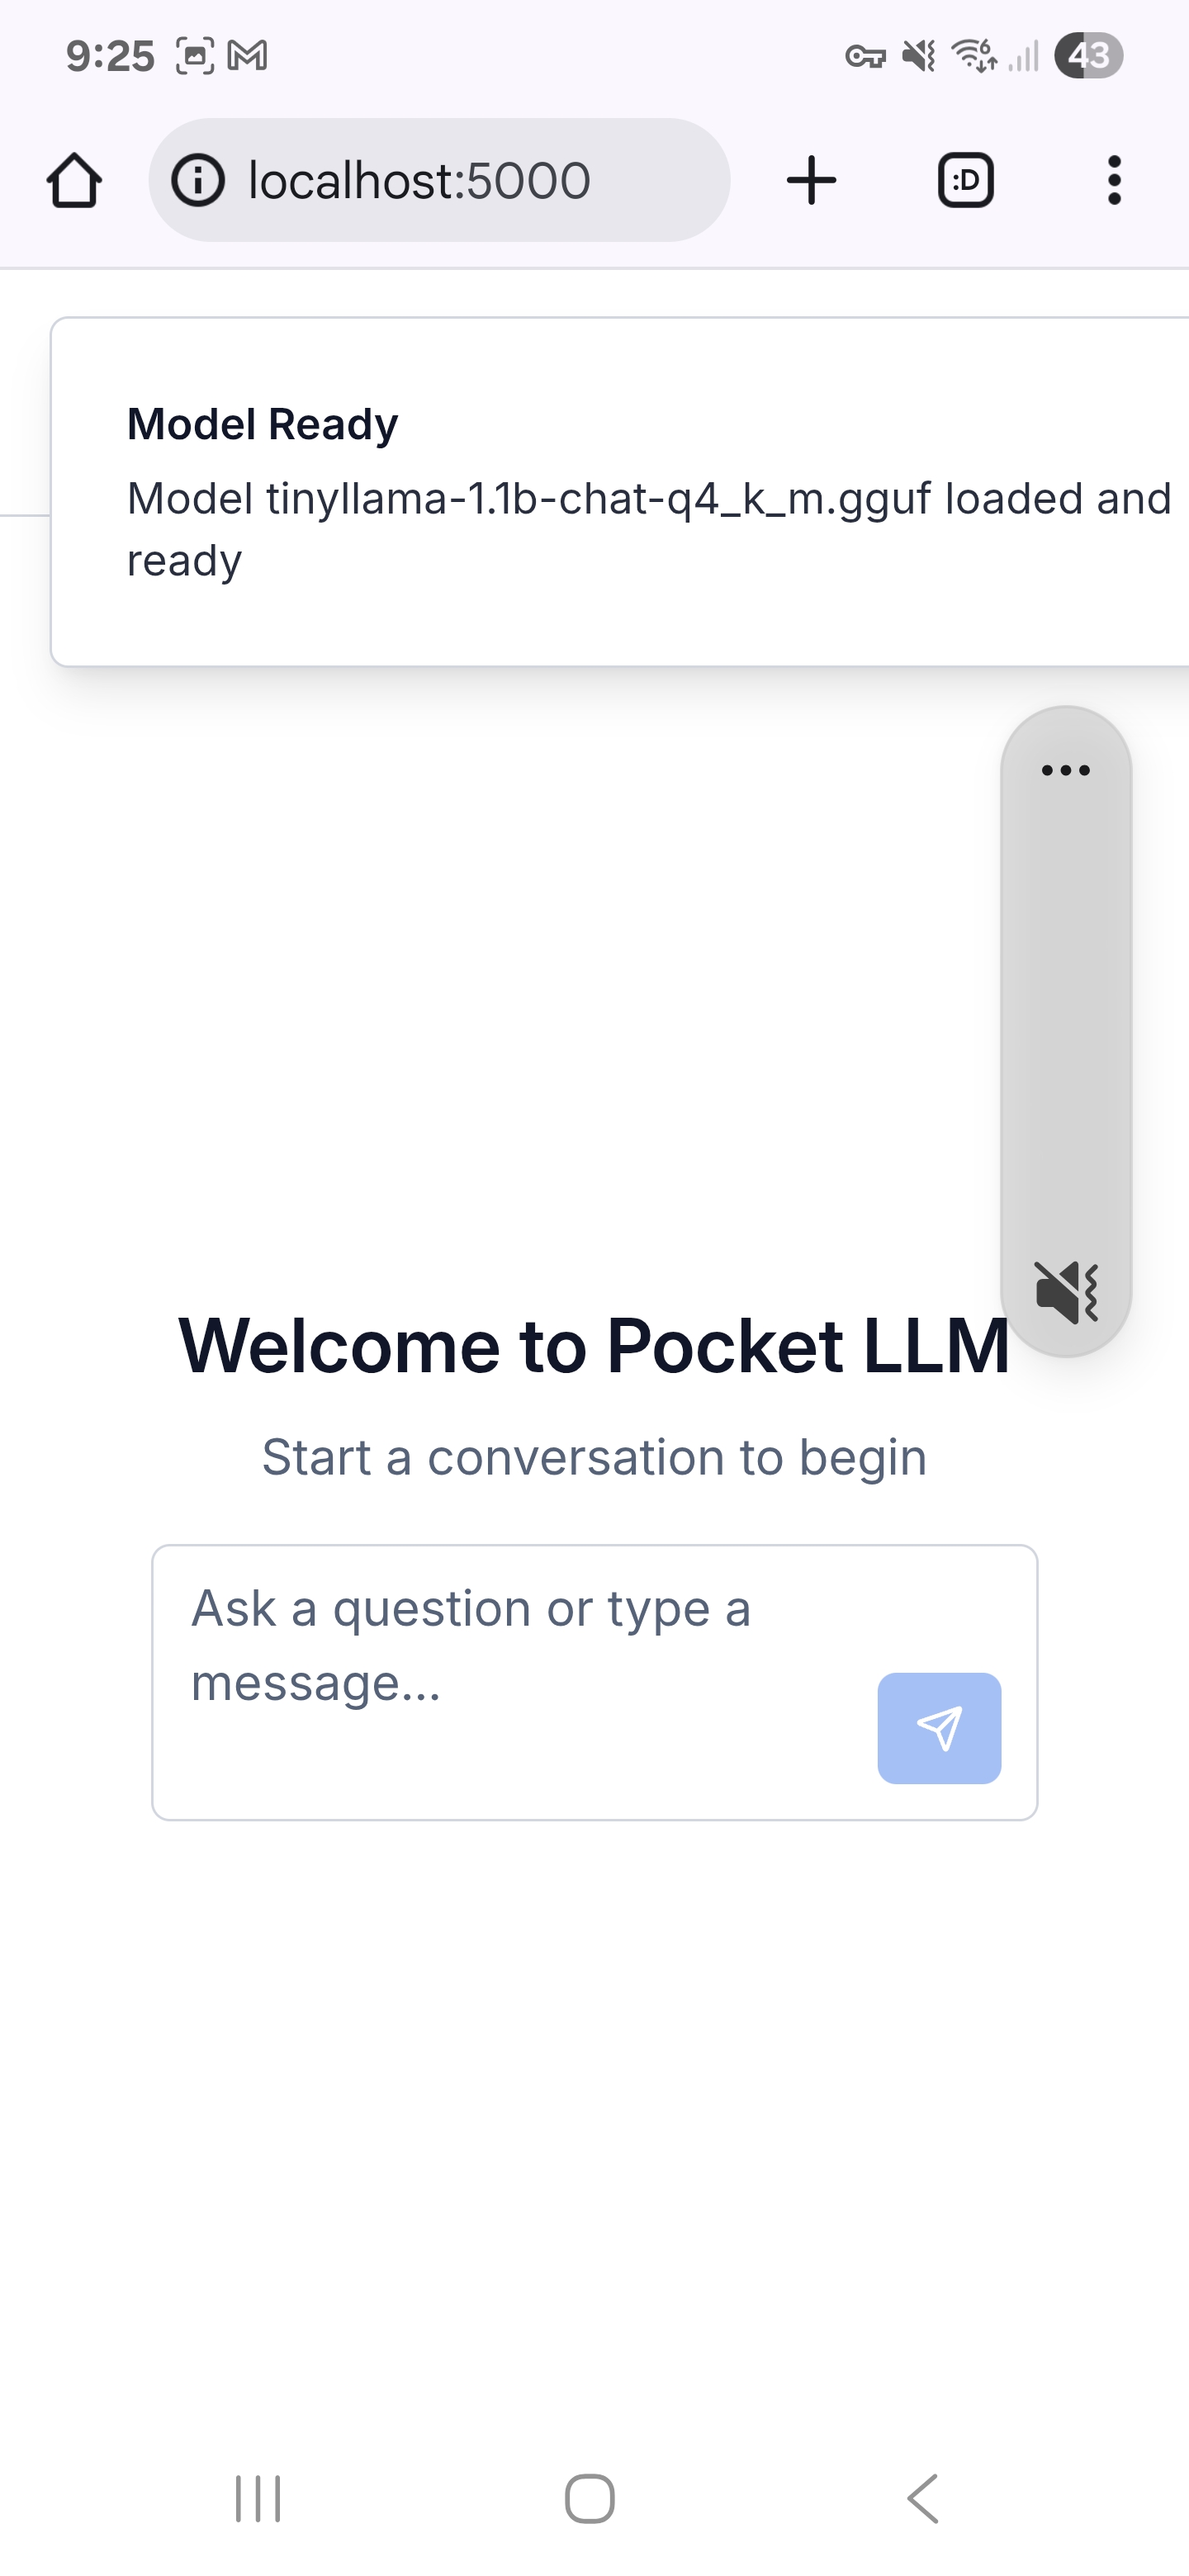 9:25
6
43
localhost:5000
:D
Model Ready
Model tinyllama-1.1b-chat-q4_k_m.gguf loaded and
ready
Welcome to Pocket LLM
Start a conversation to begin
Ask a question or type a
message...